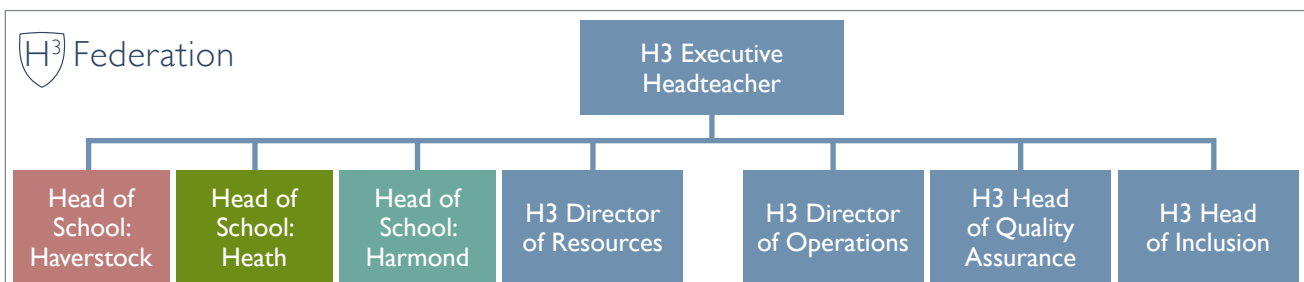 H3 Federation
H3 Executive
Headteacher
Head of
School:
Haverstock
Head of
School:
Heath
Head of
School:
Harmond
H3 Director
of Resources
H3 Director
of Operations
H3 Head
of Quality
Assurance
H3 Head
of Inclusion